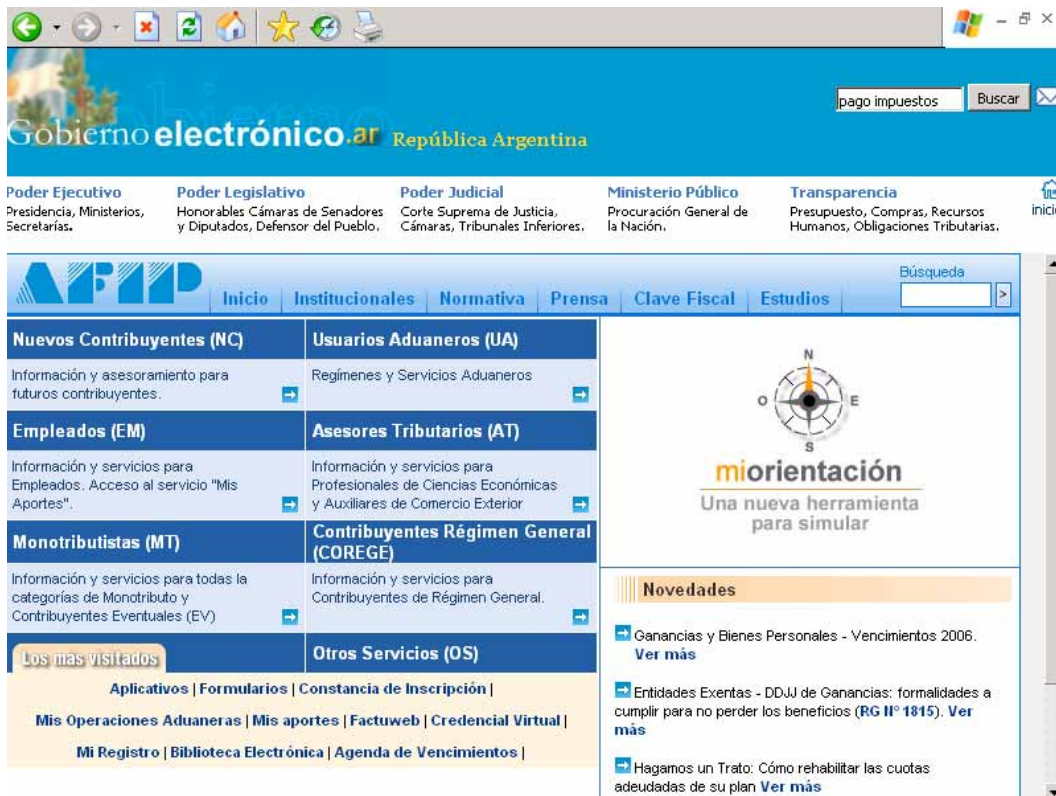 pago impuestos Buscar
Gobierno electrónico.ar República Argentina
Poder Ejecutivo
Presidencia, Ministerios,
Secretarías.
Poder Legislativo
Honorables Cámaras de Senadores
y Diputados, Defensor del Pueblo.
Poder Judicial
Corte Suprema de Justicia,
Cámaras, Tribunales Inferiores.
Ministerio Público
Procuración General de
la Nación.
Transparencia
Presupuesto, Compras, Recursos
Humanos, Obligaciones Tributarias.
inicio
AFIP
Inicio Institucionales Normativa Prensa Clave Fiscal Estudios
Búsqueda
>
Nuevos Contribuyentes (NC)
Información y asesoramiento para
futuros contribuyentes.
Usuarios Aduaneros (UA)
Regímenes y Servicios Aduaneros
Empleados (EM)
Información y servicios para
Empleados. Acceso al servicio "Mis
Aportes".
Asesores Tributarios (AT)
Información y servicios para
Profesionales de Ciencias Económicas
y Auxiliares de Comercio Exterior
Monotributistas (MT)
Información y servicios para todas la
categorías de Monotributo y
Contribuyentes Eventuales (EV)
Contribuyentes Régimen General
(COREGE)
Información y servicios para
Contribuyentes de Régimen General.
Los más visitados
Otros Servicios (OS)
Aplicativos | Formularios | Constancia de Inscripción |
Mis Operaciones Aduaneras | Mis aportes | Factuweb | Credencial Virtual |
Mi Registro | Biblioteca Electrónica | Agenda de Vencimientos |
N
O E
S
miorientación
Una nueva herramienta
para simular
Novedades
Ganancias y Bienes Personales - Vencimientos 2006.
Ver más
Entidades Exentas - DDJJ de Ganancias: formalidades a
cumplir para no perder los beneficios (RG Nº 1815). Ver
más
Hagamos un Trato: Cómo rehabilitar las cuotas
adeudadas de su plan Ver más